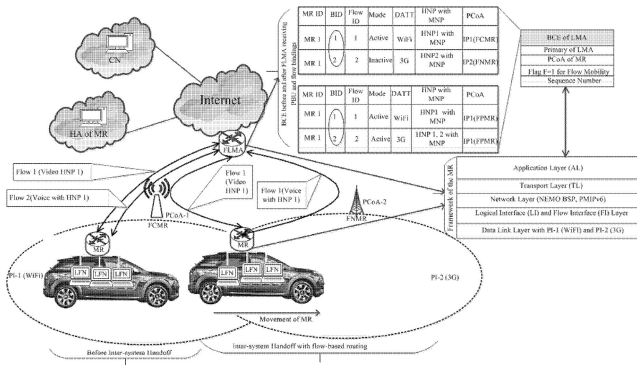 MR ID BID Flow ID Mode DATT HNP with MNP PCoA
MR 1 1 1 Active WiFi HNP1 with MNP IP1(FCMR)
MR 1 2 2 Inactive 3G HNP2 with MNP IP2(FNMR)
MR ID BID Flow ID Mode DATT HNP with MNP PCoA
MR 1 1 1 Active WiFi HNP1 with MNP IP1(FPMR)
MR 1 2 2 Active 3G HNP 1, 2 with MNP IP1(FPMR)
BCE before and after FLMA receiving
PBU and flow bindings
BCE of LMA
Primary of LMA
PCoA of MR
Flag F=1 for Flow Mobility
Sequence Number
CN
Internet
HA of MR
FLMA
Flow 1 (Video HNP 1)
Flow 2(Voice with HNP 1)
Flow 1
(Video
HNP 1)
Flow 1(Voice
with HNP 1)
PCoA-1
FCMR
PCoA-2
FNMR
Framework of the MR
Application Layer (AL)
Transport Layer (TL)
Network Layer (NEMO BSP, PMIPv6)
Logical Interface (LI) and Flow Interface (FI) Layer
Data Link Layer with PI-1 (WiFi) and PI-2 (3G)
MR
MR
PI-1 (WiFi)
LFN LFN LFN
LFN LFN LFN
PI-2 (3G)
Movement of MR
Before Inter-system Handoff
Inter-system Handoff with flow-based routing